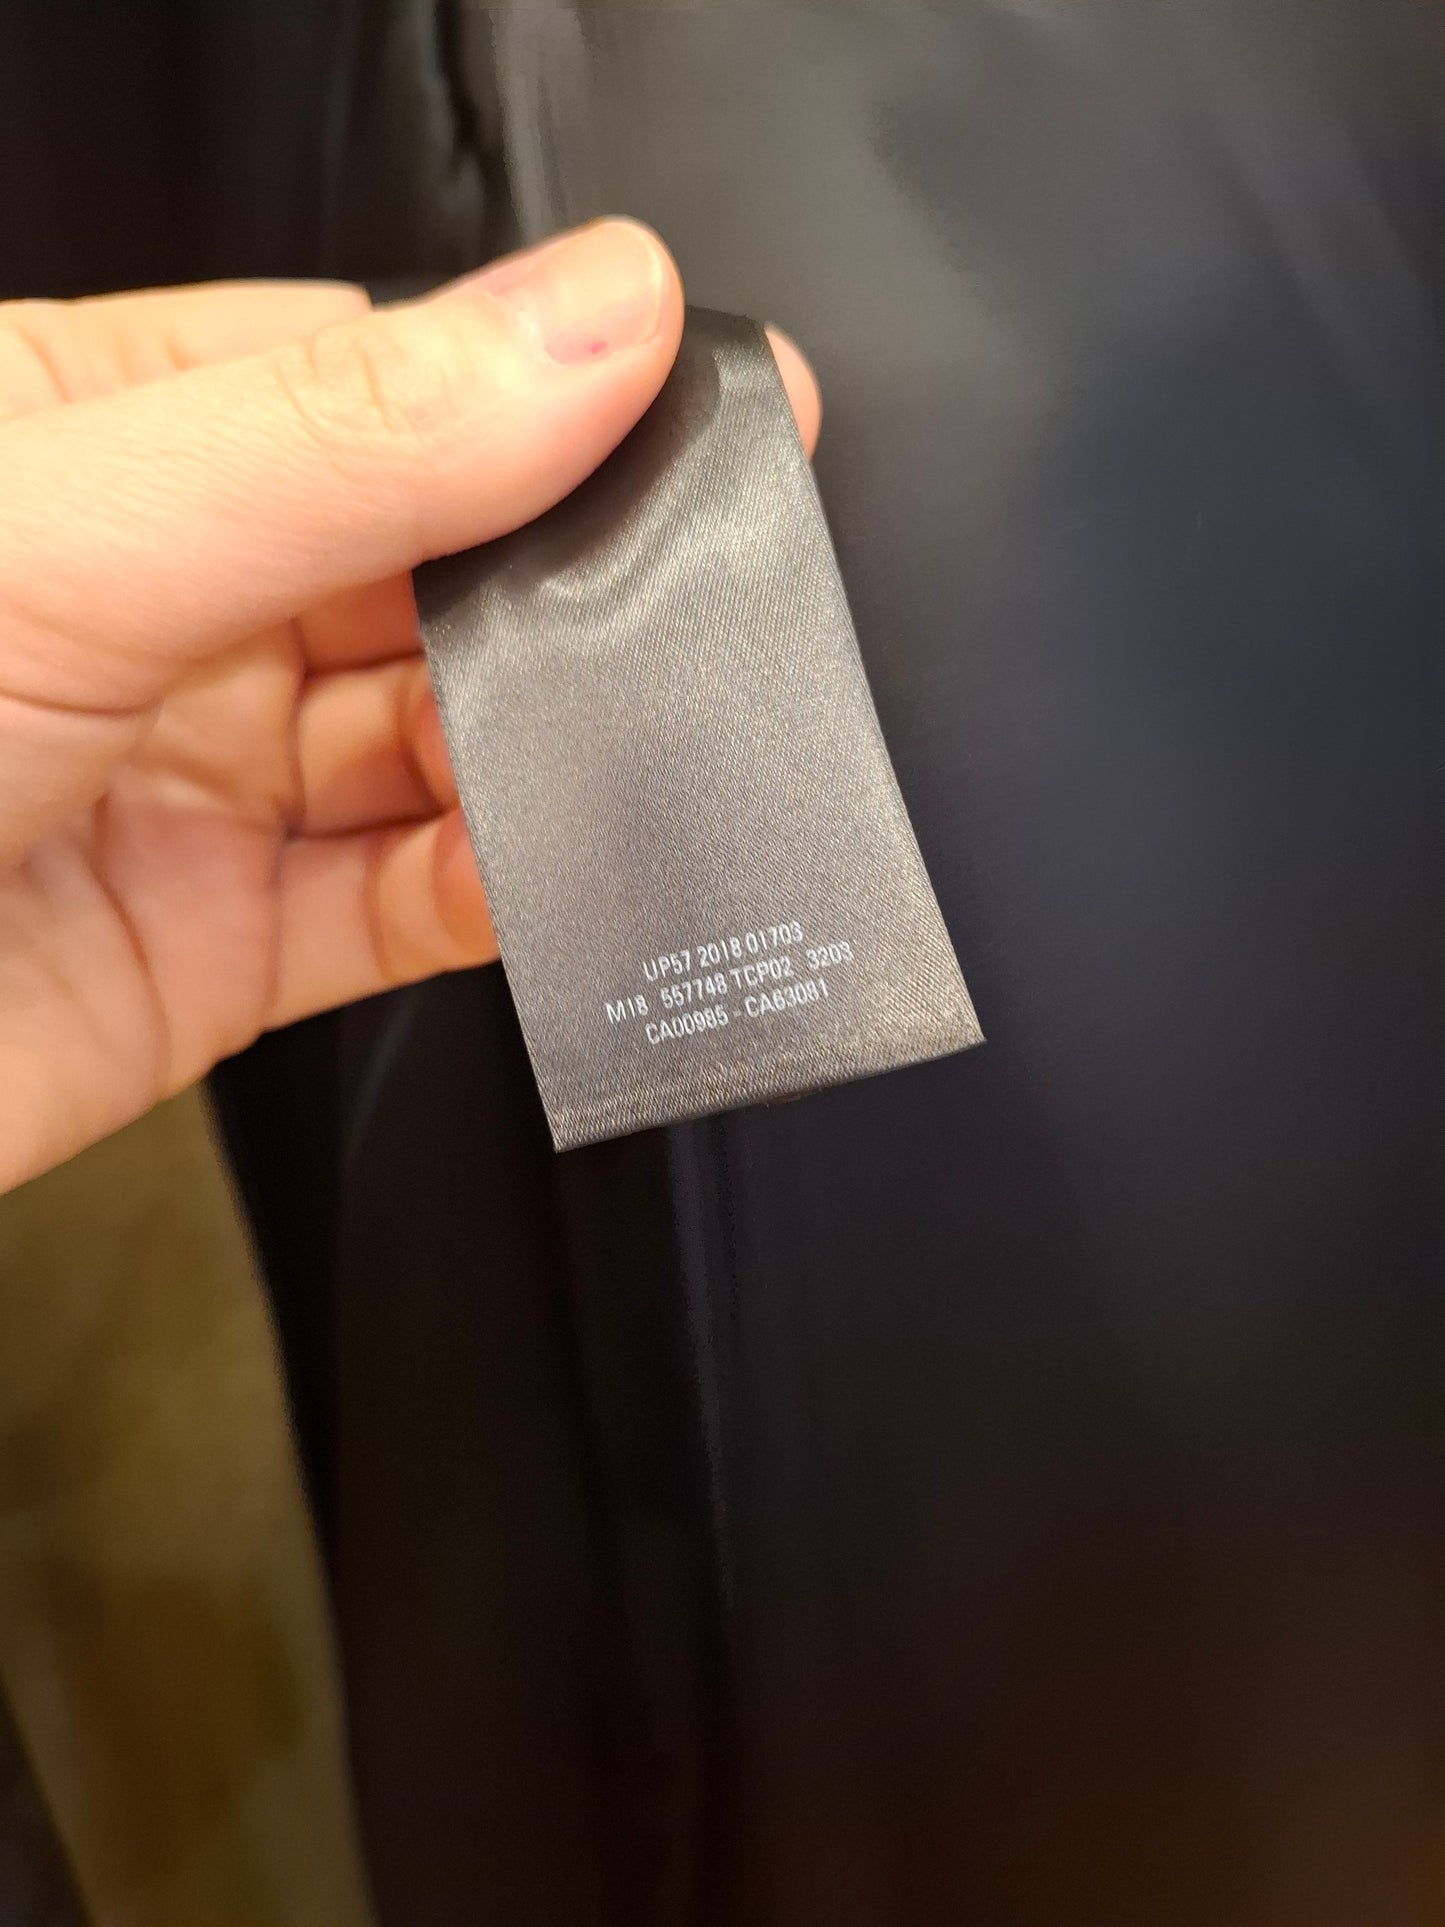 UP57 2018 01703
M18 557748 TCP02 3203
CA00985 - CA63081